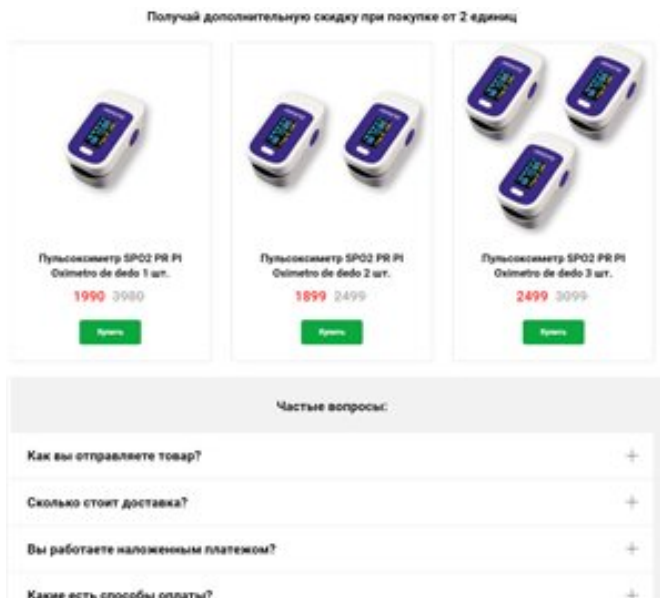 Получай дополнительную скидку при покупке от 2 единиц
Пульсоксиметр SPO2 PR PI
Oximetro de dedo 1 шт.
1990 3980
Купить
Пульсоксиметр SPO2 PR PI
Oximetro de dedo 2 шт.
1899 2499
Купить
Пульсоксиметр SPO2 PR PI
Oximetro de dedo 3 шт.
2499 3099
Купить
Частые вопросы:
Как вы отправляете товар?
Сколько стоит доставка?
Вы работаете наложенным платежом?
Какие есть способы оплаты?